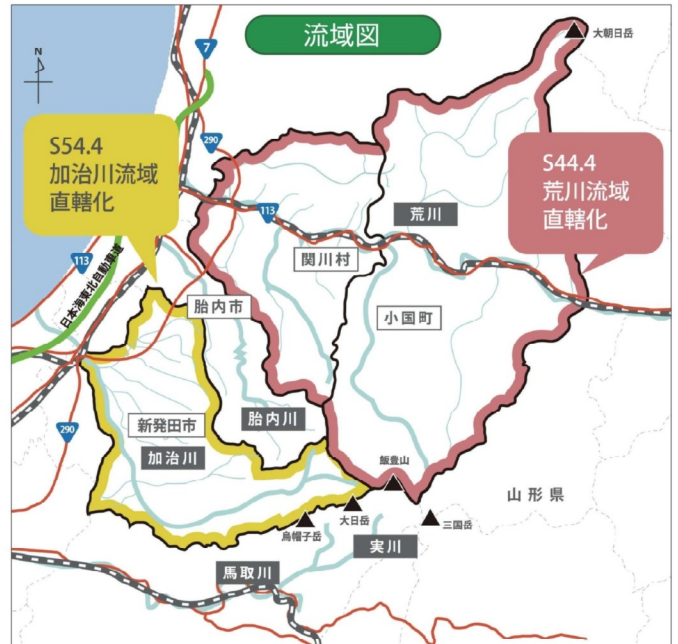 流域図
大朝日岳
N
7
S54.4
加治川流域
直轄化
290
S44.4
荒川流域
直轄化
113
荒川
関川村
113
日本海東北自動車道
胎内市
小国町
新発田市
胎内川
290
加治川
飯豊山
山形県
大日岳
烏帽子岳
三国岳
実川
馬取川